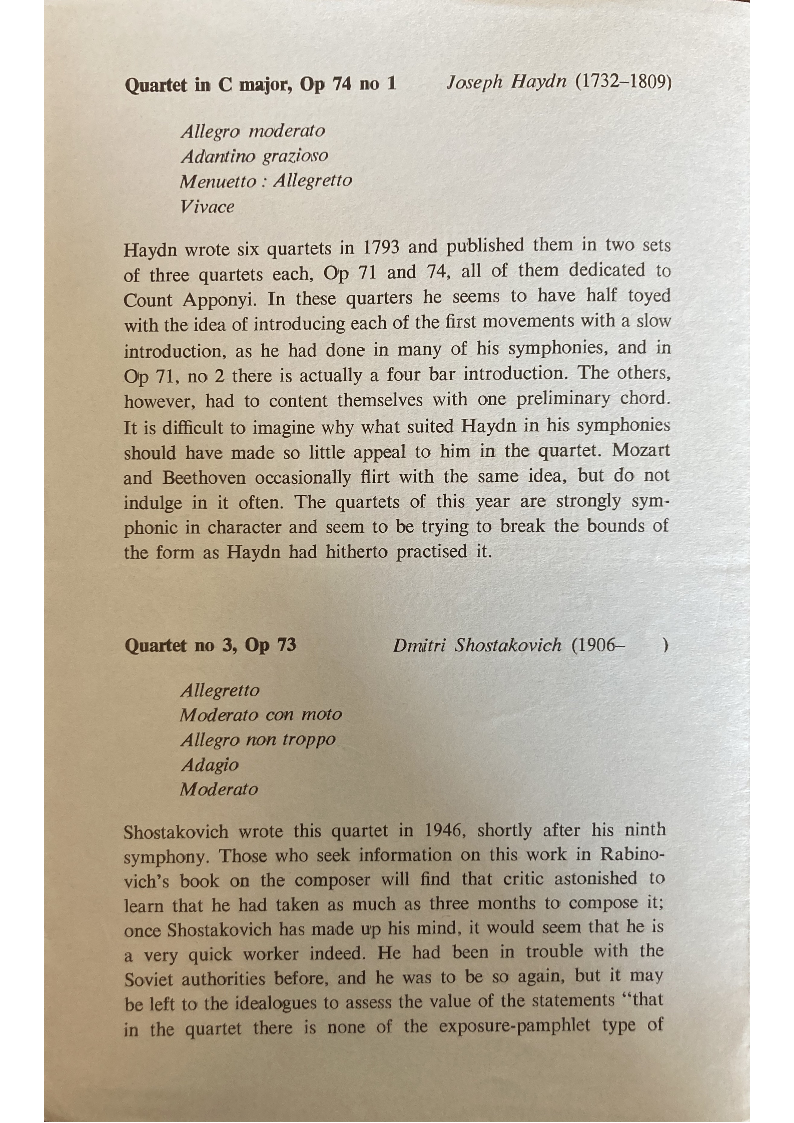 Quartet in C major, Op 74 no 1 Joseph Haydn (1732–1809)
Allegro moderato
Adantino grazioso
Menuetto : Allegretto
Vivace
Haydn wrote six quartets in 1793 and published them in two sets
of three quartets each, Op 71 and 74, all of them dedicated to
Count Apponyi. In these quarters he seems to have half toyed
with the idea of introducing each of the first movements with a slow
introduction, as he had done in many of his symphonies, and in
Op 71, no 2 there is actually a four bar introduction. The others,
however, had to content themselves with one preliminary chord.
It is difficult to imagine why what suited Haydn in his symphonies
should have made so little appeal to him in the quartet. Mozart
and Beethoven occasionally flirt with the same idea, but do not
indulge in it often. The quartets of this year are strongly sym-
phonic in character and seem to be trying to break the bounds of
the form as Haydn had hitherto practised it.
Quartet no 3, Op 73 Dmitri Shostakovich (1906– )
Allegretto
Moderato con moto
Allegro non troppo
Adagio
Moderato
Shostakovich wrote this quartet in 1946, shortly after his ninth
symphony. Those who seek information on this work in Rabino-
vich's book on the composer will find that critic astonished to
learn that he had taken as much as three months to compose it;
once Shostakovich has made up his mind, it would seem that he is
a very quick worker indeed. He had been in trouble with the
Soviet authorities before, and he was to be so again, but it may
be left to the idealogues to assess the value of the statements “that
in the quartet there is none of the exposure-pamphlet type of